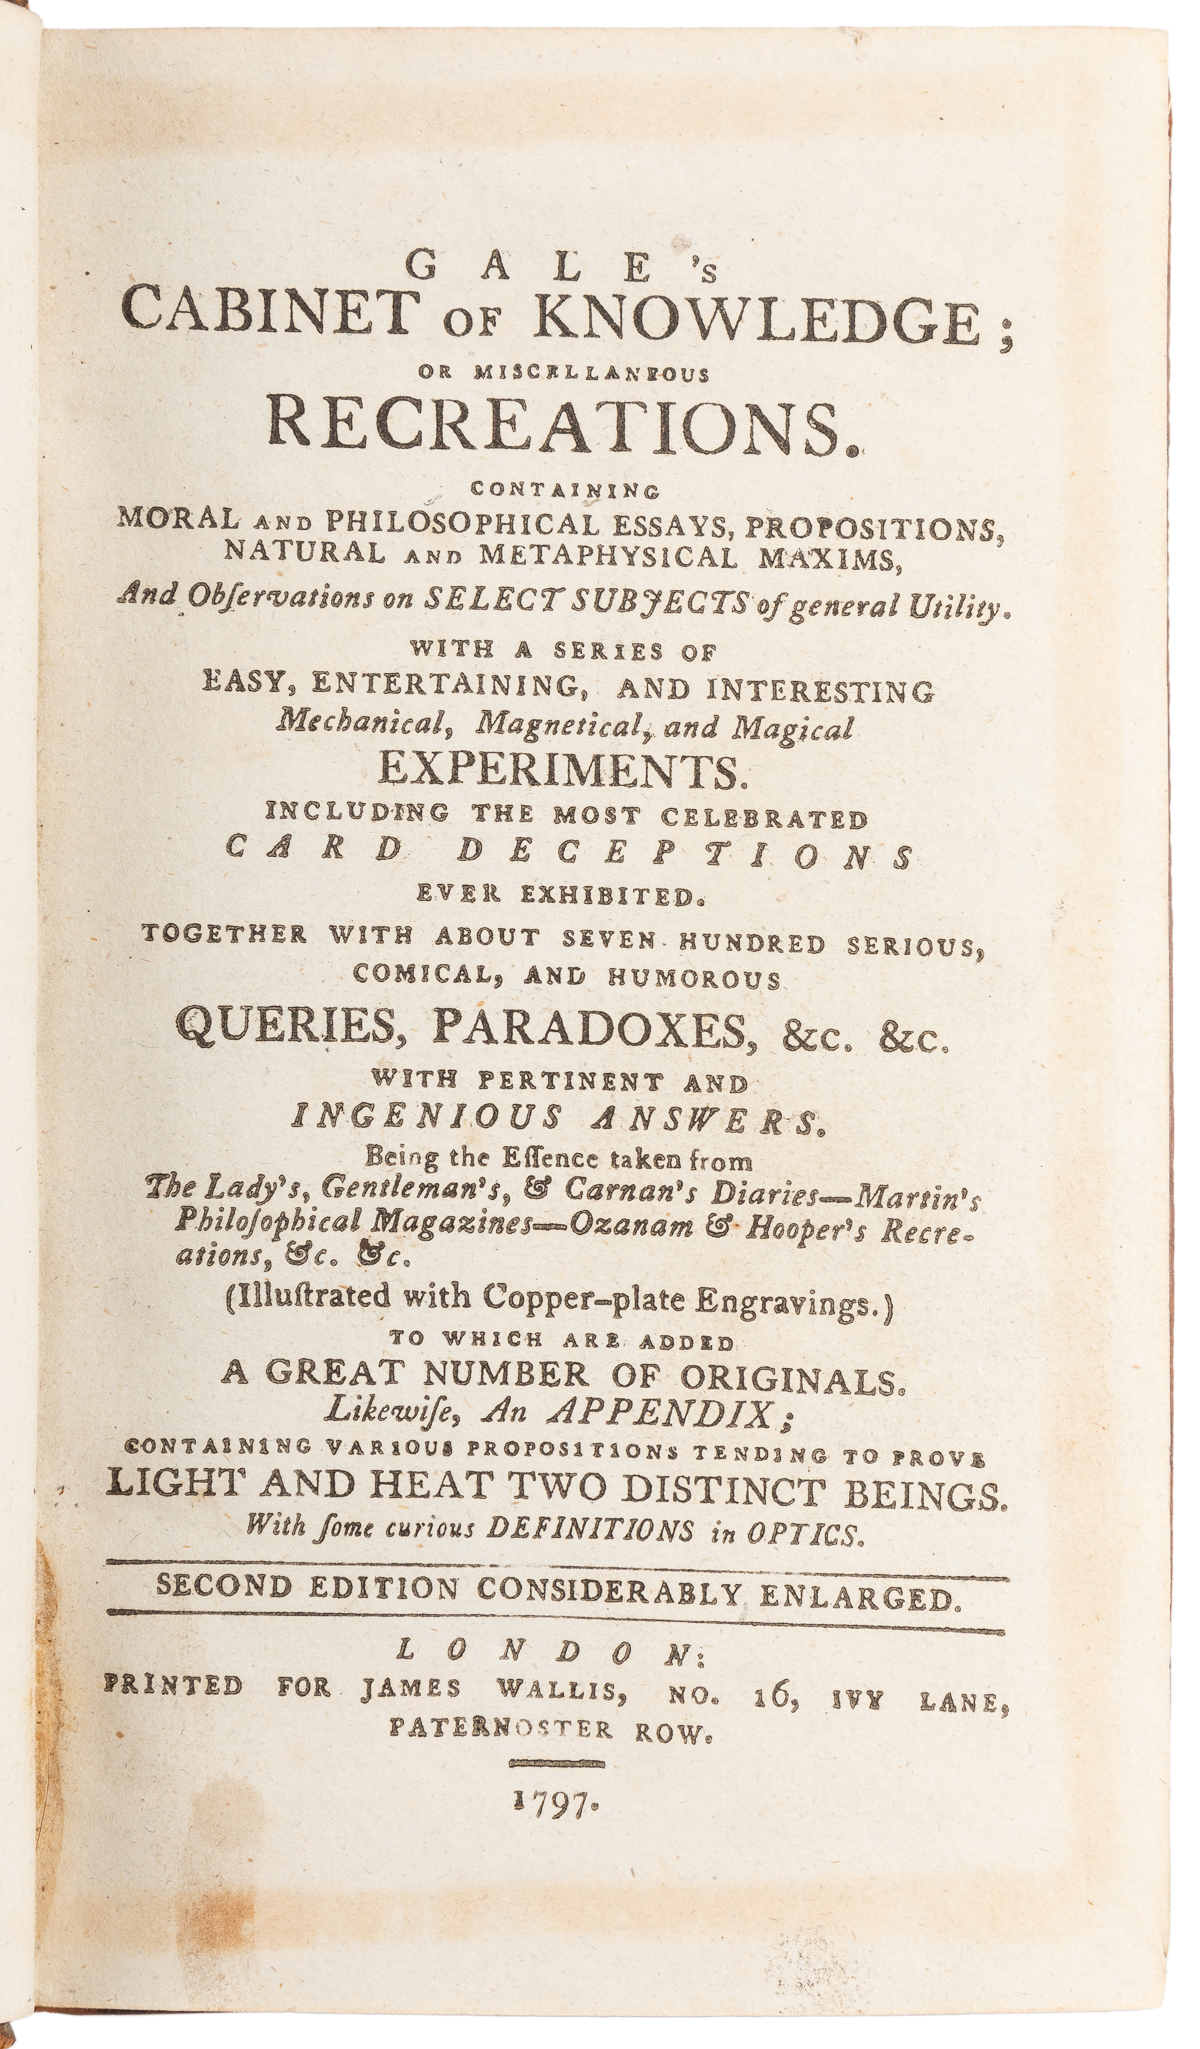 GALE's
CABINET OF KNOWLEDGE;
OR MISCELLANEOUS
RECREATIONS.
CONTAINING
MORAL AND PHILOSOPHICAL ESSAYS, PROPOSITIONS,
NATURAL AND METAPHYSICAL MAXIMS,
And Obſervations on SELECT SUBJECTS of general Utility.
WITH A SERIES OF
EASY, ENTERTAINING, AND INTERESTING
Mechanical, Magnetical, and Magical
EXPERIMENTS.
INCLUDING THE MOST CELEBRATED
CARD DECEPTIONS
EVER EXHIBITED.
TOGETHER WITH ABOUT SEVEN HUNDRED SERIOUS,
COMICAL, AND HUMOROUS
QUERIES, PARADOXES, &c. &c.
WITH PERTINENT AND
INGENIOUS ANSWERS.
Being the Eſſence taken from
The Lady's, Gentleman's, & Carnan's Diaries—Martin's
Philoſophical Magazines—Ozanam & Hooper's Recre-
ations, &c. &c.
(Illuſtrated with Copper-plate Engravings.)
TO WHICH ARE ADDED
A GREAT NUMBER OF ORIGINALS.
Likewiſe, An APPENDIX;
CONTAINING VARIOUS PROPOSITIONS TENDING TO PROVE
LIGHT AND HEAT TWO DISTINCT BEINGS.
With ſome curious DEFINITIONS in OPTICS.
SECOND EDITION CONSIDERABLY ENLARGED.
LONDON:
PRINTED FOR JAMES WALLIS, NO. 16, IVY LANE,
PATERNOSTER ROW.
1797.